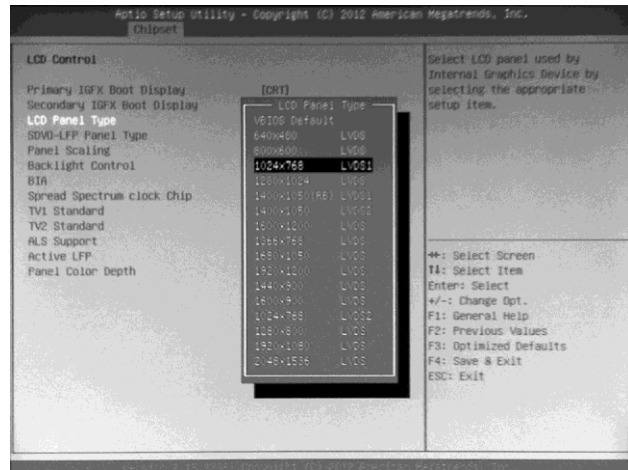 Aptio Setup Utility - Copyright (C) 2012 American Megatrends, Inc.
Chipset
LCD Control
Primary IGFX Boot Display [CRT]
Secondary IGFX Boot Display
LCD Panel Type
SDVO-LFP Panel Type
Panel Scaling
Backlight Control
BIA
Spread Spectrum clock Chip
TV1 Standard
TV2 Standard
ALS Support
Active LFP
Panel Color Depth
LCD Panel Type
VBIOS Default
640x480 LVDS
800x600 LVDS
1024x768 LVDS1
1280x1024 LVDS
1400x1050(RB) LVDS1
1400x1050 LVDS2
1600x1200 LVDS
1366x768 LVDS
1680x1050 LVDS
1920x1200 LVDS
1440x900 LVDS
1600x900 LVDS
1024x768 LVDS2
1280x800 LVDS
1920x1080 LVDS
2048x1536 LVDS
Select LCD panel used by
Internal Graphics Device by
selecting the appropriate
setup item.
→←: Select Screen
↑↓: Select Item
Enter: Select
+/-: Change Opt.
F1: General Help
F2: Previous Values
F3: Optimized Defaults
F4: Save & Exit
ESC: Exit